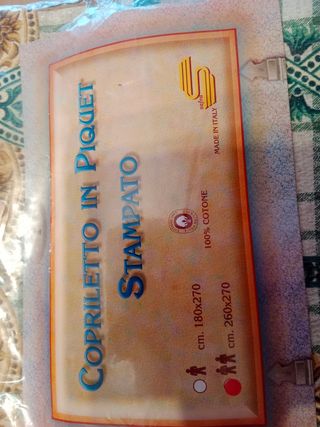 COPRILETTO IN PIQUET
STAMPATO
MADE IN ITALY
100% COTONE
cm. 180x270
cm. 260x270